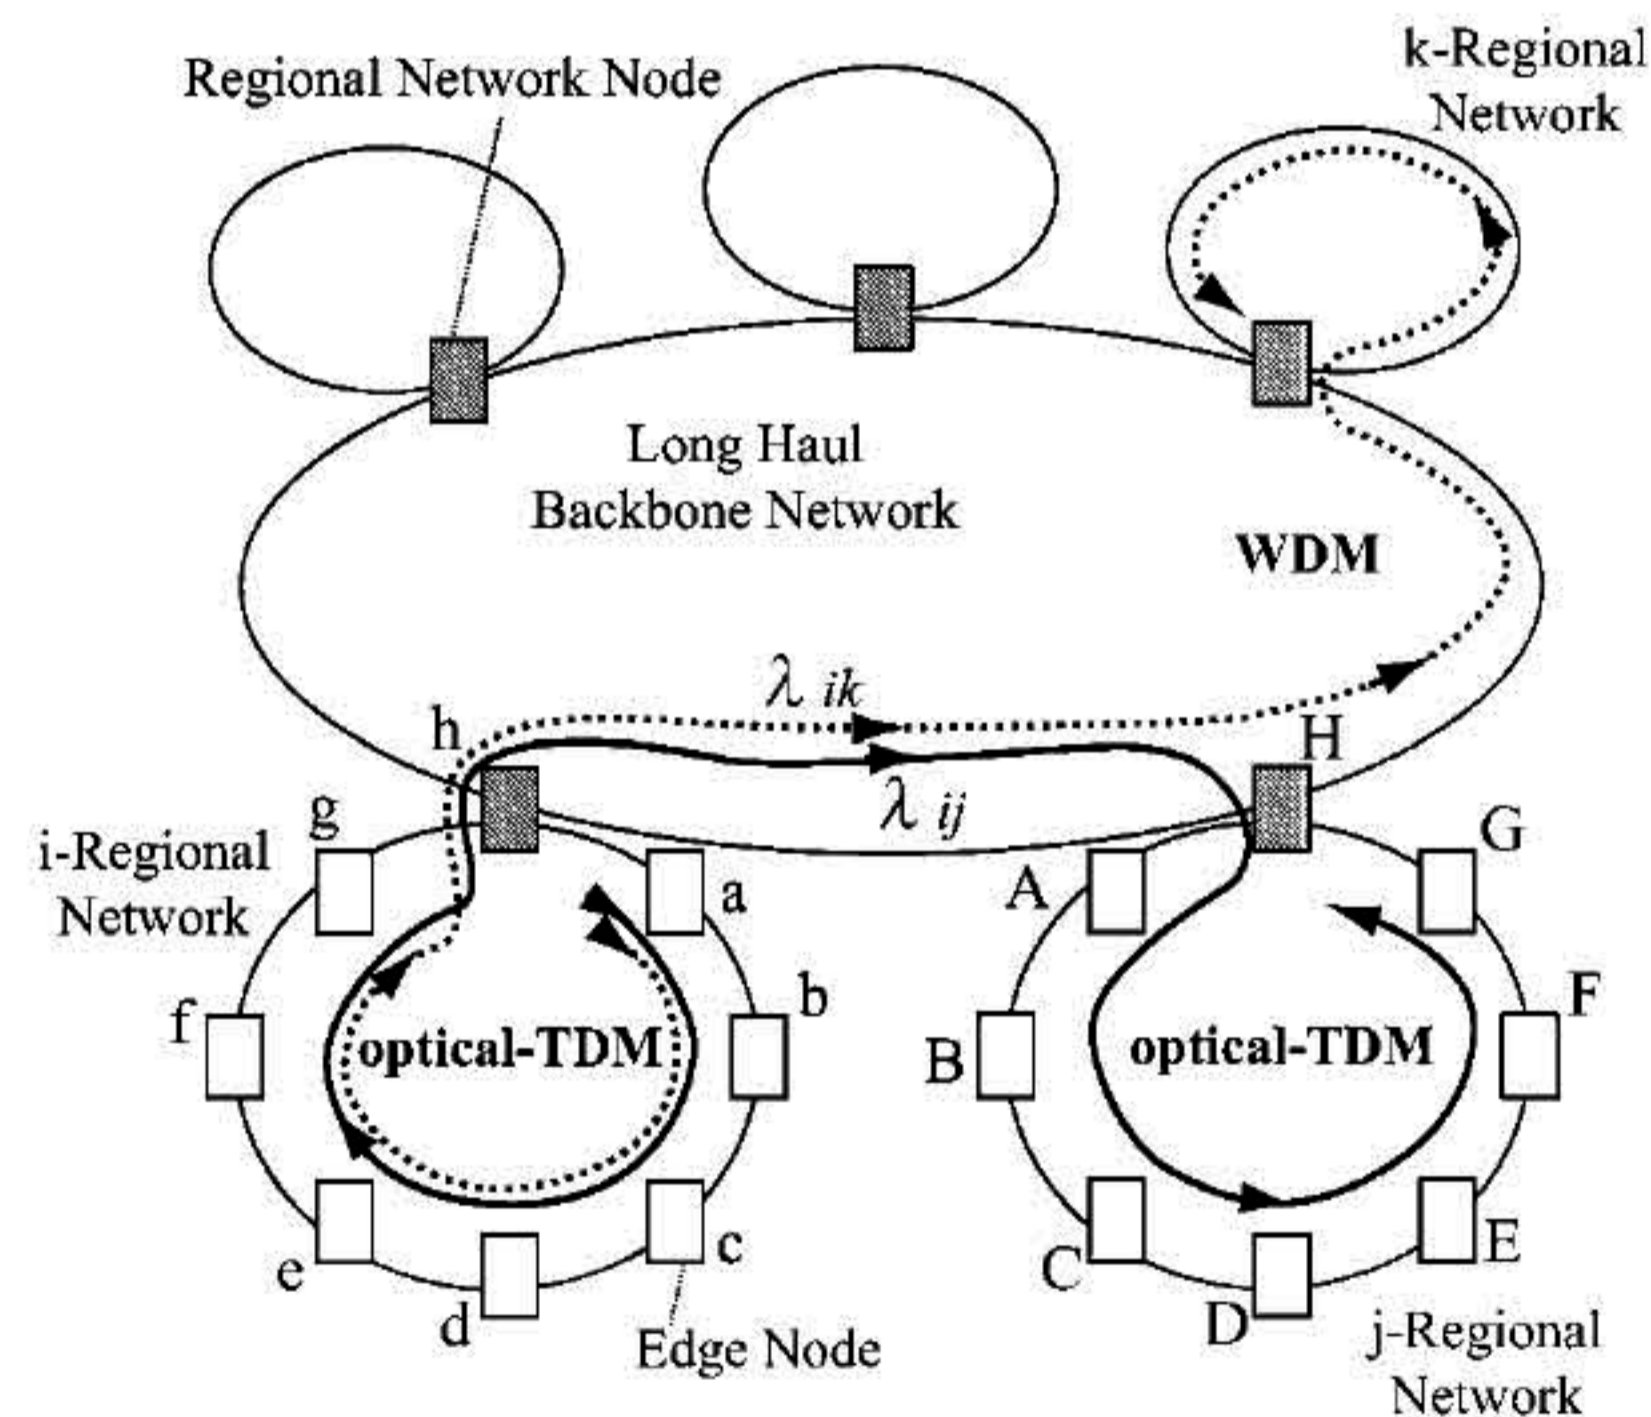 k-Regional
Network
Regional Network Node
Long Haul
Backbone Network
WDM
λ ik
h
H
λ ij
g
G
i-Regional
Network
a
A
f
b
B
F
optical-TDM
optical-TDM
e
c
C
E
d
D
Edge Node
j-Regional
Network